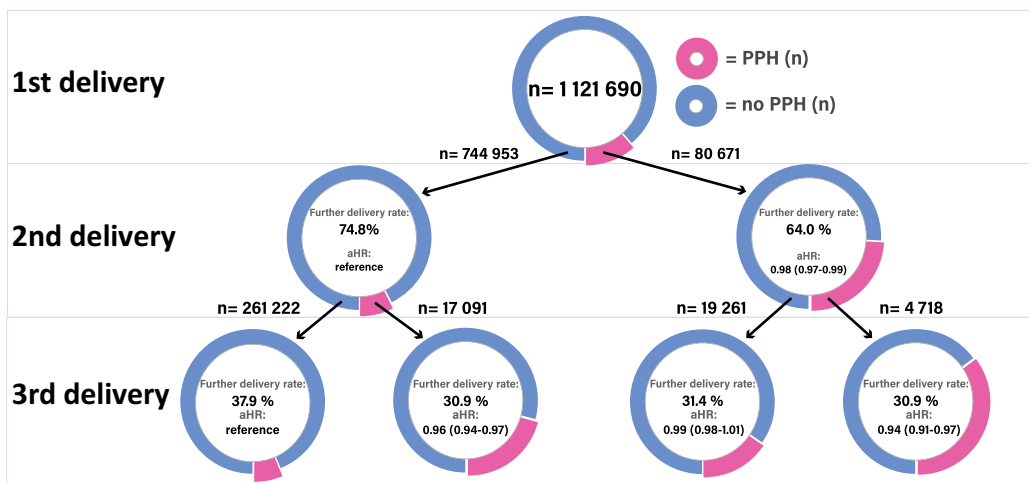 1st delivery
n= 1 121 690
= PPH (n)
= no PPH (n)
n= 744 953
n= 80 671
2nd delivery
Further delivery rate:
74.8%
aHR:
reference
Further delivery rate:
64.0 %
aHR:
0.98 (0.97-0.99)
n= 261 222
n= 17 091
n= 19 261
n= 4 718
3rd delivery
Further delivery rate:
37.9 %
aHR:
reference
Further delivery rate:
30.9 %
aHR:
0.96 (0.94-0.97)
Further delivery rate:
31.4 %
aHR:
0.99 (0.98-1.01)
Further delivery rate:
30.9 %
aHR:
0.94 (0.91-0.97)